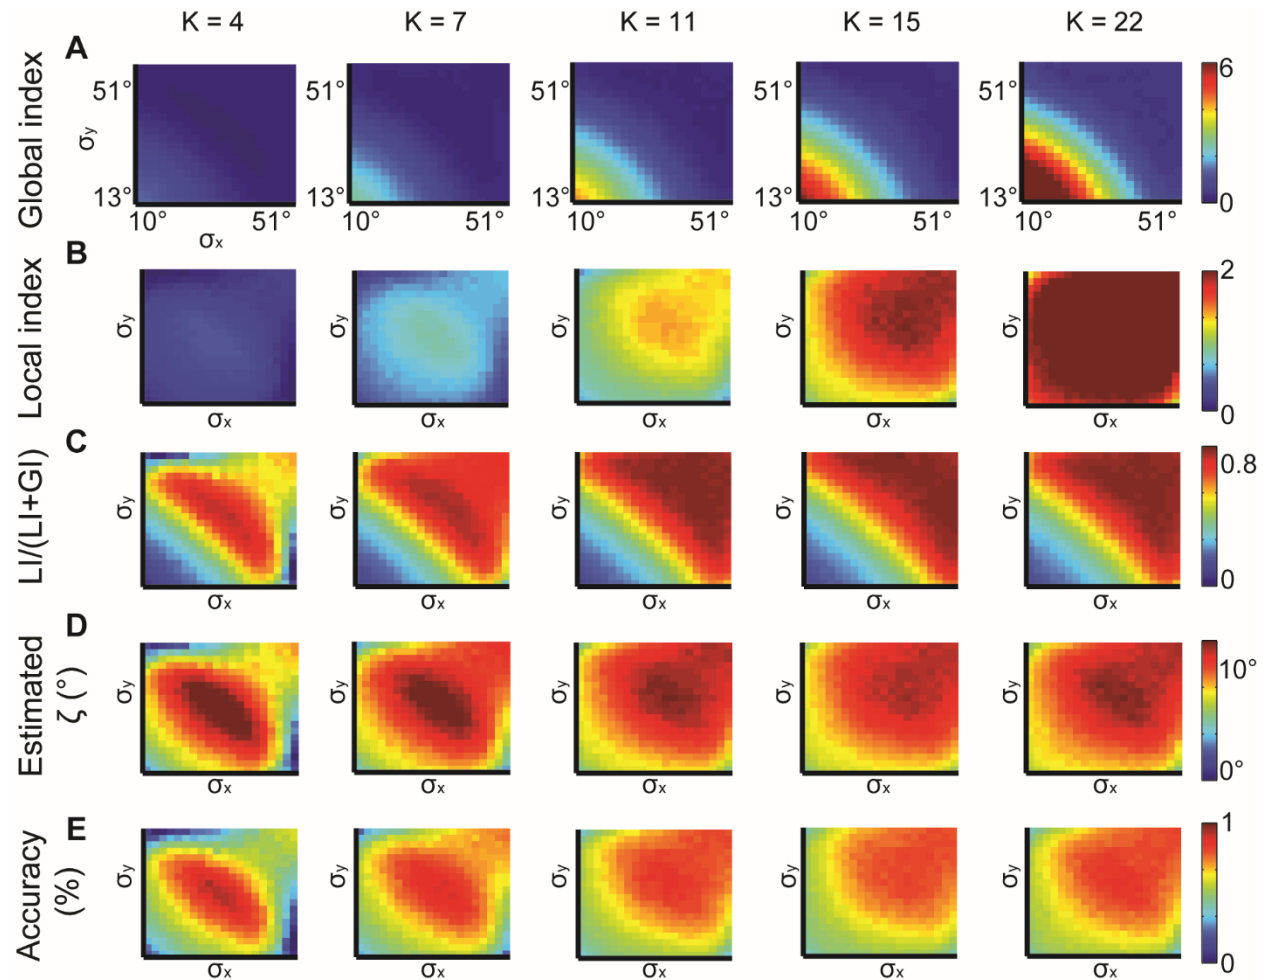 K = 4 K = 7 K = 11 K = 15 K = 22
A
Global index
σy
51° 51° 51° 51° 51° 6
13° 13° 13° 13° 13° 0
10° 51° 10° 51° 10° 51° 10° 51° 10° 51°
σx
B
Local index
σy σy σy σy σy
2
0
σx σx σx σx σx
C
LI/(LI+GI)
σy σy σy σy σy
0.8
0
σx σx σx σx σx
D
Estimated
ζ (°)
σy σy σy σy σy
10°
0°
σx σx σx σx σx
E
Accuracy
(%)
σy σy σy σy σy
1
0
σx σx σx σx σx